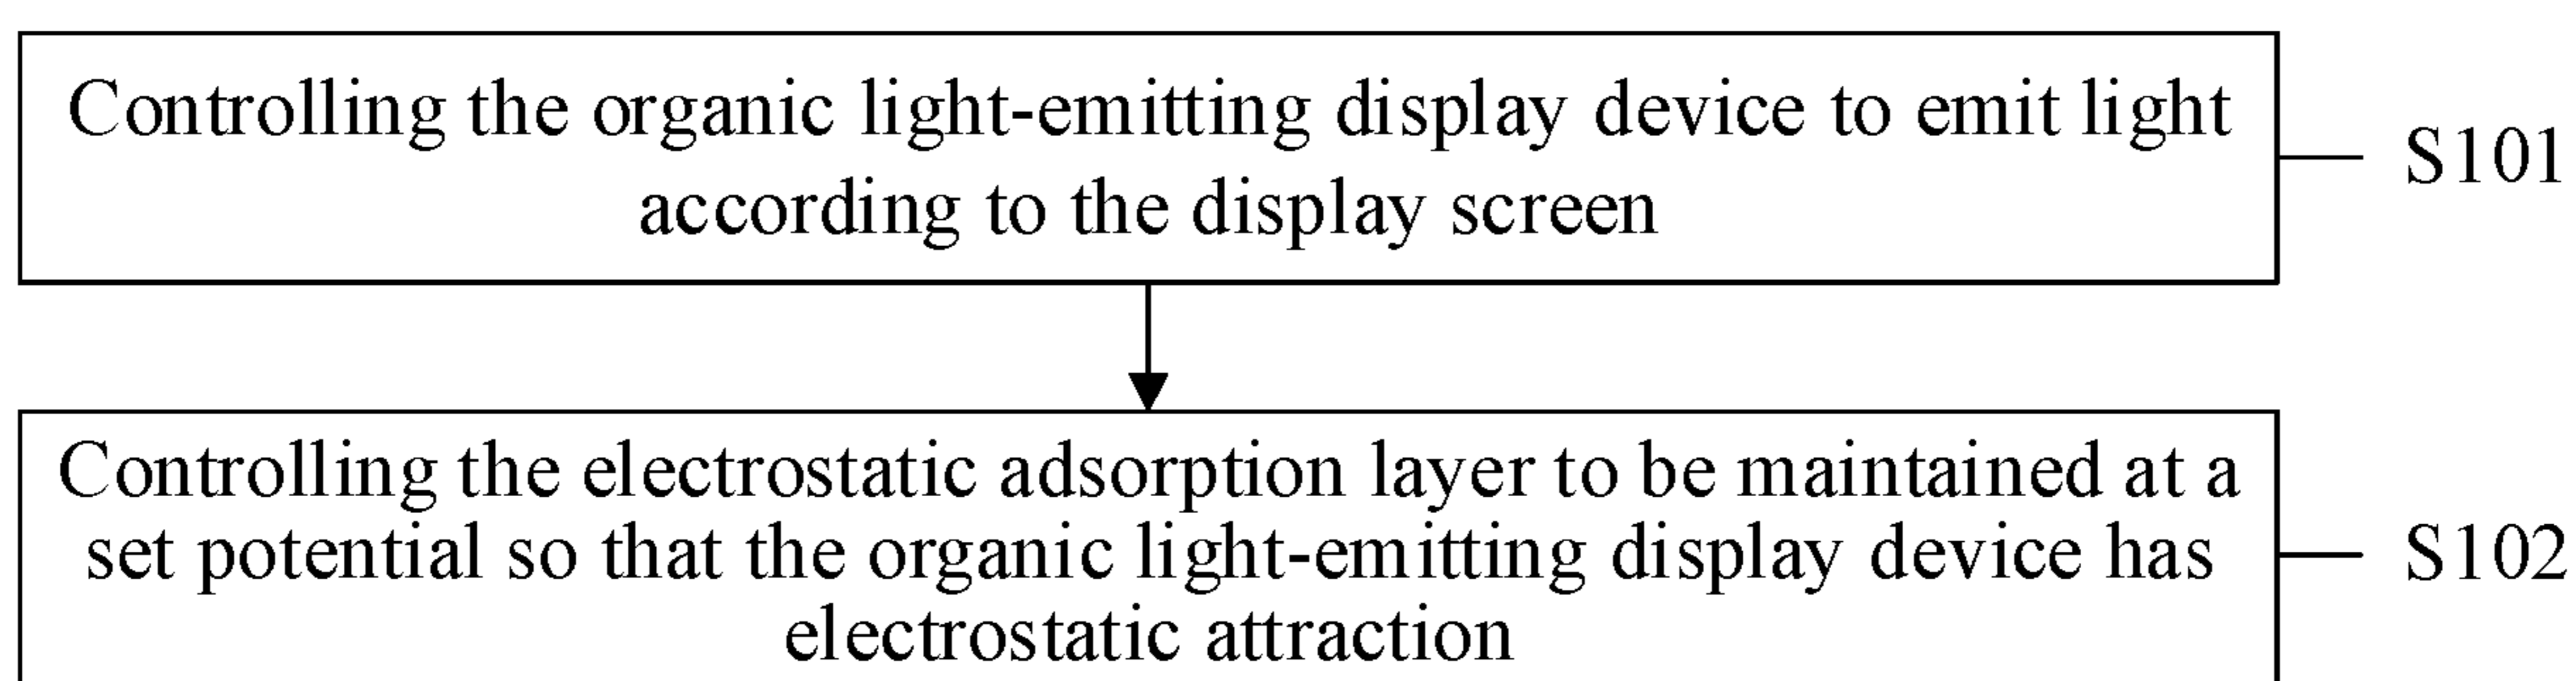 Controlling the organic light-emitting display device to emit light
according to the display screen
S101
Controlling the electrostatic adsorption layer to be maintained at a
set potential so that the organic light-emitting display device has
electrostatic attraction
S102